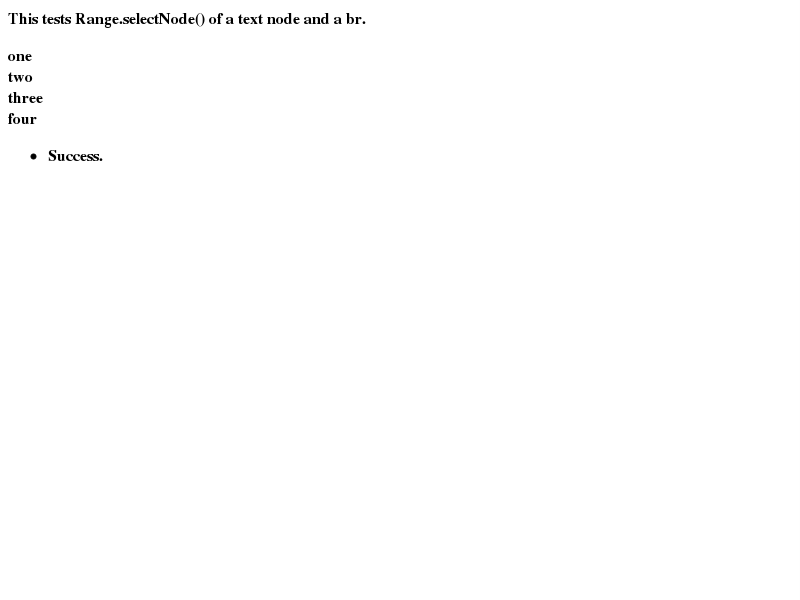 This tests Range.selectNode() of a text node and a br.
one
two
three
four
• Success.